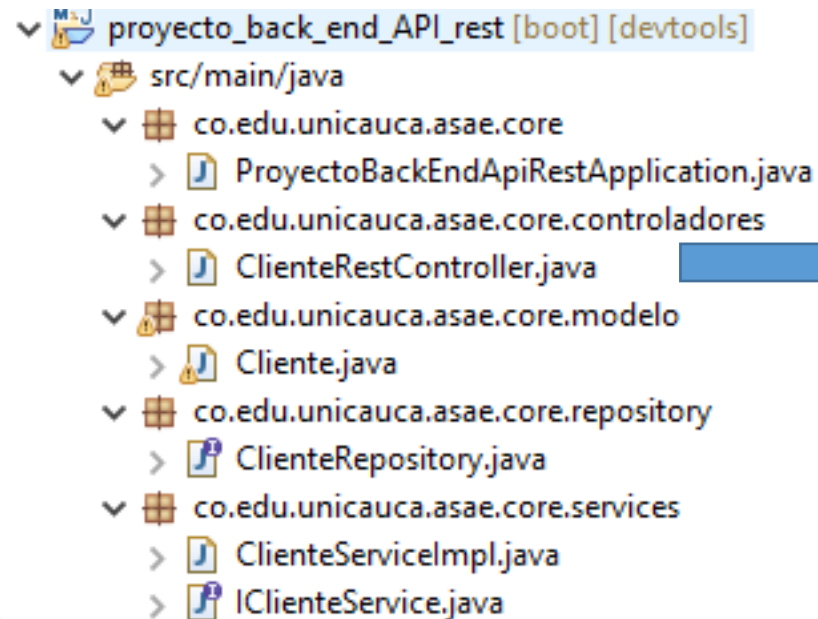 proyecto_back_end_API_rest [boot] [devtools]
src/main/java
co.edu.unicauca.asae.core
ProyectoBackEndApiRestApplication.java
co.edu.unicauca.asae.core.controladores
ClienteRestController.java
co.edu.unicauca.asae.core.modelo
Cliente.java
co.edu.unicauca.asae.core.repository
ClienteRepository.java
co.edu.unicauca.asae.core.services
ClienteServiceImpl.java
IClienteService.java